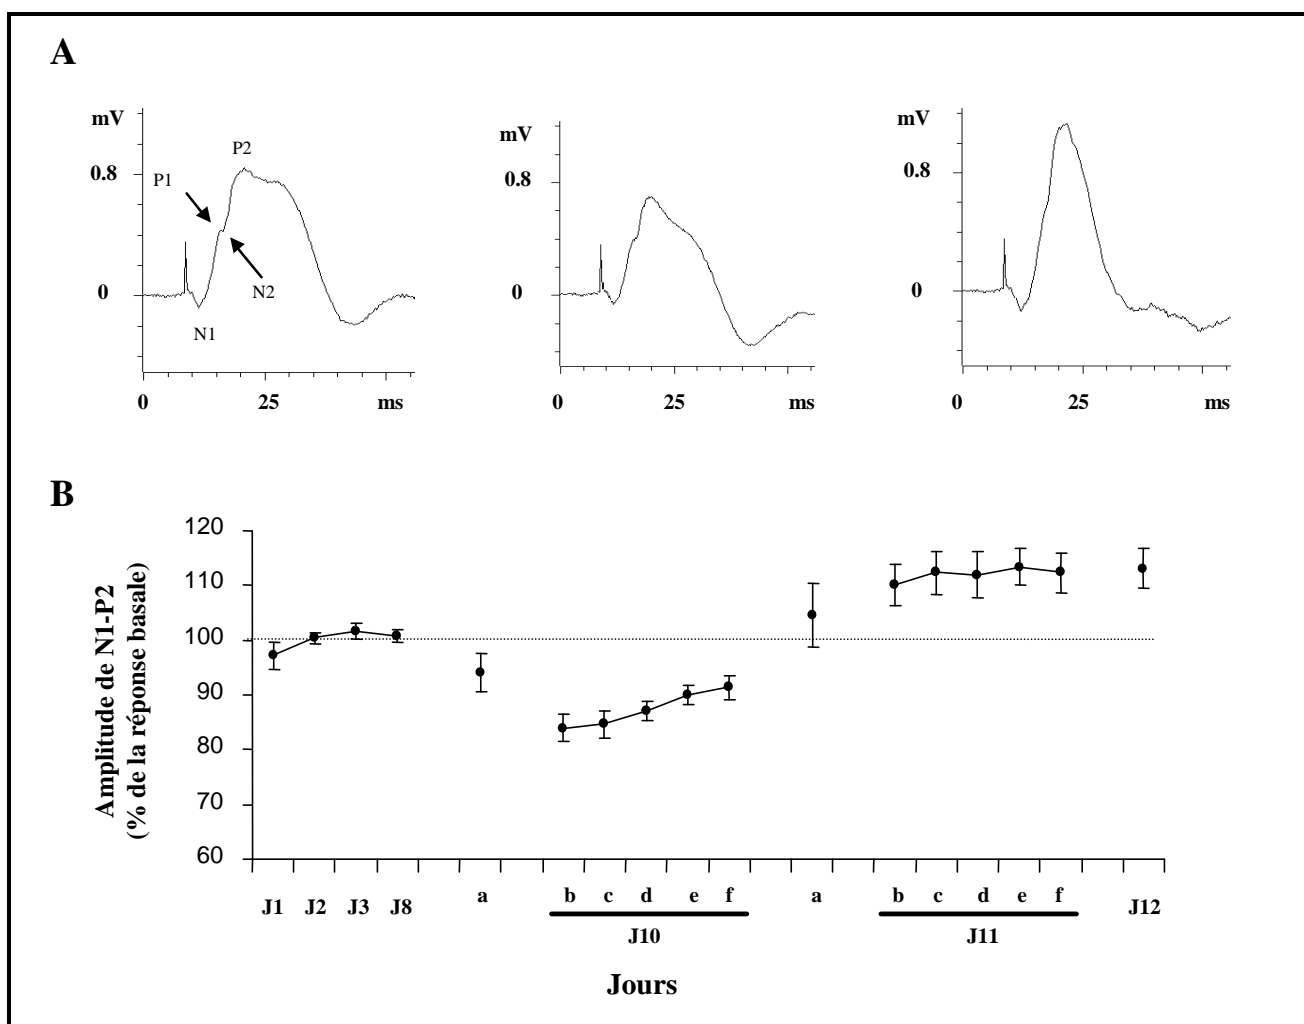 A
mV
0.8
0
P1
P2
N2
N1
0 25 ms
mV
0.8
0
0 25 ms
mV
0.8
0
0 25 ms
B
Amplitude de N1-P2
(% de la réponse basale)
120
110
100
90
80
70
60
J1 J2 J3 J8 a b c d e f a b c d e f J12
J10 J11
Jours